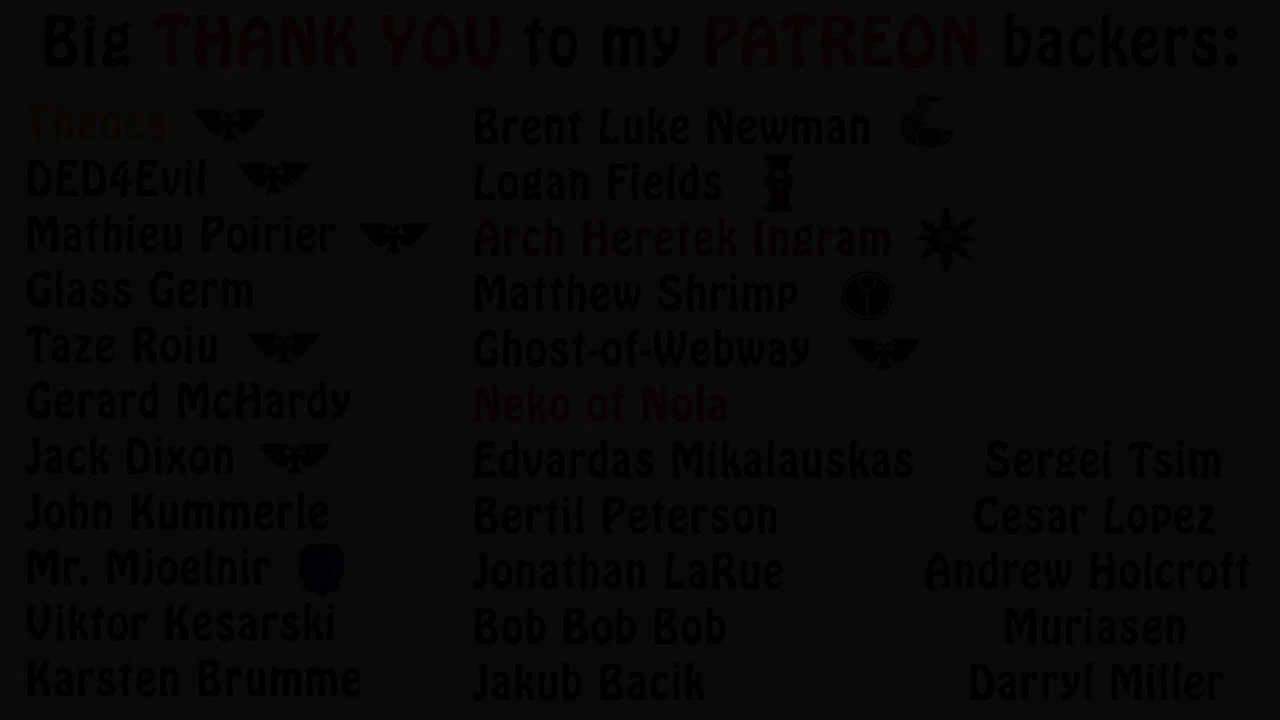 Big THANK YOU to my PATREON backers:
Theoes
DED4Evil
Mathieu Poirier
Glass Germ
Taze Roiu
Gerard McHardy
Jack Dixon
John Kummerle
Mr. Mjoelnir
Viktor Kesarski
Karsten Brumme
Brent Luke Newman
Logan Fields
Arch Heretek Ingram
Matthew Shrimp
Ghost-of-Webway
Neko of Nola
Edvardas Mikalauskas
Bertil Peterson
Jonathan LaRue
Bob Bob Bob
Jakub Bacik
Sergei Tsim
Cesar Lopez
Andrew Holcroft
Muriasen
Darryl Miller